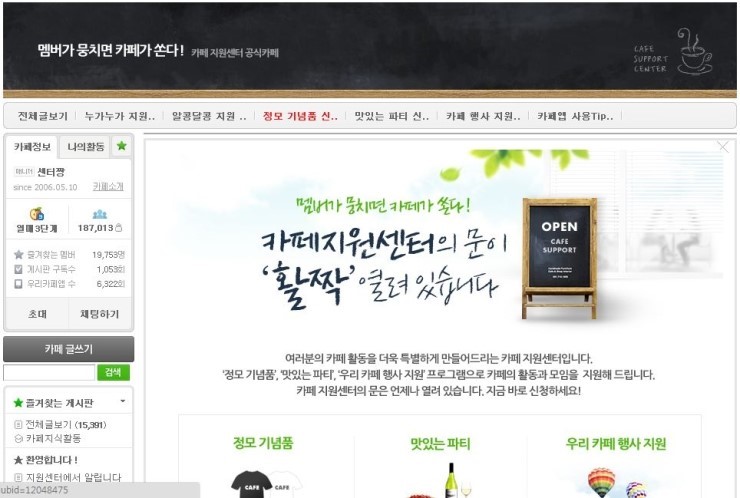 멤버가 뭉치면 카페가 쏜다! 카페 지원센터 공식카페
CAFE
SUPPORT
CENTER
전체글보기 누가누가 지원.. 알콩달콩 지원 .. 정모 기념품 신.. 맛있는 파티 신.. 카페 행사 지원.. 카페앱 사용Tip..
카페정보 나의활동
매니저 센터짱
since 2006.05.10 카페소개
열매3단계 187,013
즐겨찾는 멤버 19,753명
게시판 구독수 1,053회
우리카페앱 수 6,322회
초대 채팅하기
카페 글쓰기
검색
즐겨찾는 게시판
전체글보기 (15,391)
카페지식활동
환영합니다 !
지원센터에서 알립니다
ubid=12048475
멤버가 뭉치면 카페가 쏜다!
카페지원센터의 문이
'활짝' 열려 있습니다
OPEN
CAFE
SUPPORT
여러분의 카페 활동을 더욱 특별하게 만들어드리는 카페 지원센터입니다.
'정모 기념품', '맛있는 파티', '우리 카페 행사 지원' 프로그램으로 카페의 활동과 모임을 지원해 드립니다.
카페 지원센터의 문은 언제나 열려 있습니다. 지금 바로 신청하세요!
정모 기념품 맛있는 파티 우리 카페 행사 지원
CAFE CAFE